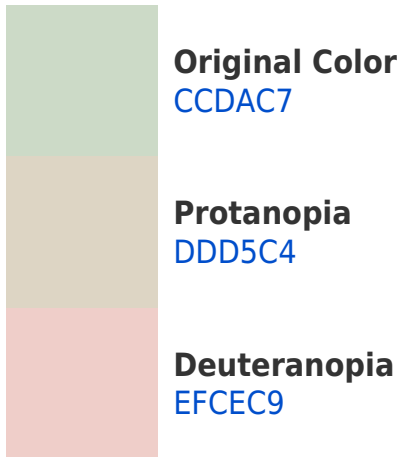 Original Color
CCDAC7
Protanopia
DDD5C4
Deuteranopia
EFCEC9